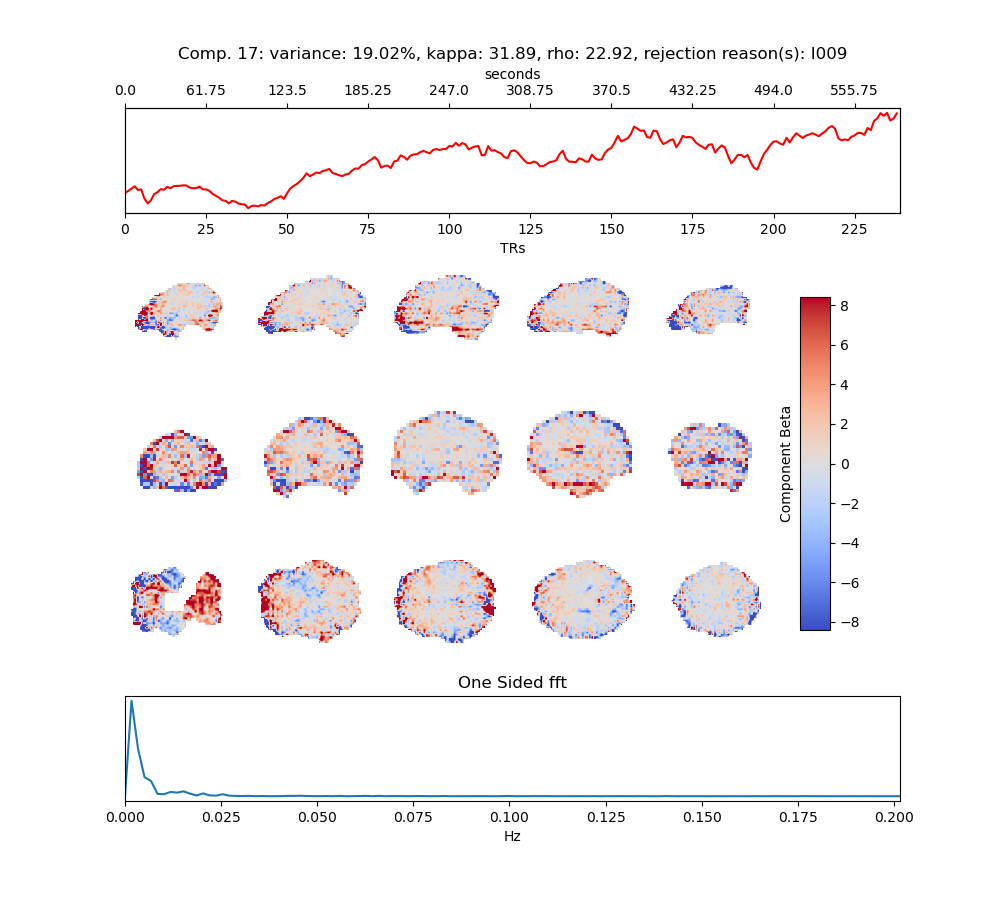 Comp. 17: variance: 19.02%, kappa: 31.89, rho: 22.92, rejection reason(s): I009
seconds
0.0 61.75 123.5 185.25 247.0 308.75 370.5 432.25 494.0 555.75
0 25 50 75 100 125 150 175 200 225
TRs
8
6
4
2
0
−2
−4
−6
−8
Component Beta
One Sided fft
0.000 0.025 0.050 0.075 0.100 0.125 0.150 0.175 0.200
Hz